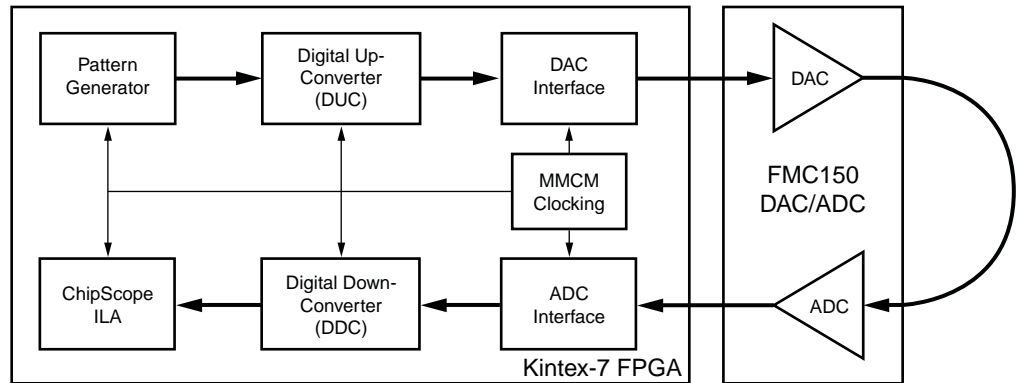 Pattern
Generator
Digital Up-
Converter
(DUC)
DAC
Interface
DAC
MMCM
Clocking
FMC150
DAC/ADC
ChipScope
ILA
Digital Down-
Converter
(DDC)
ADC
Interface
ADC
Kintex-7 FPGA